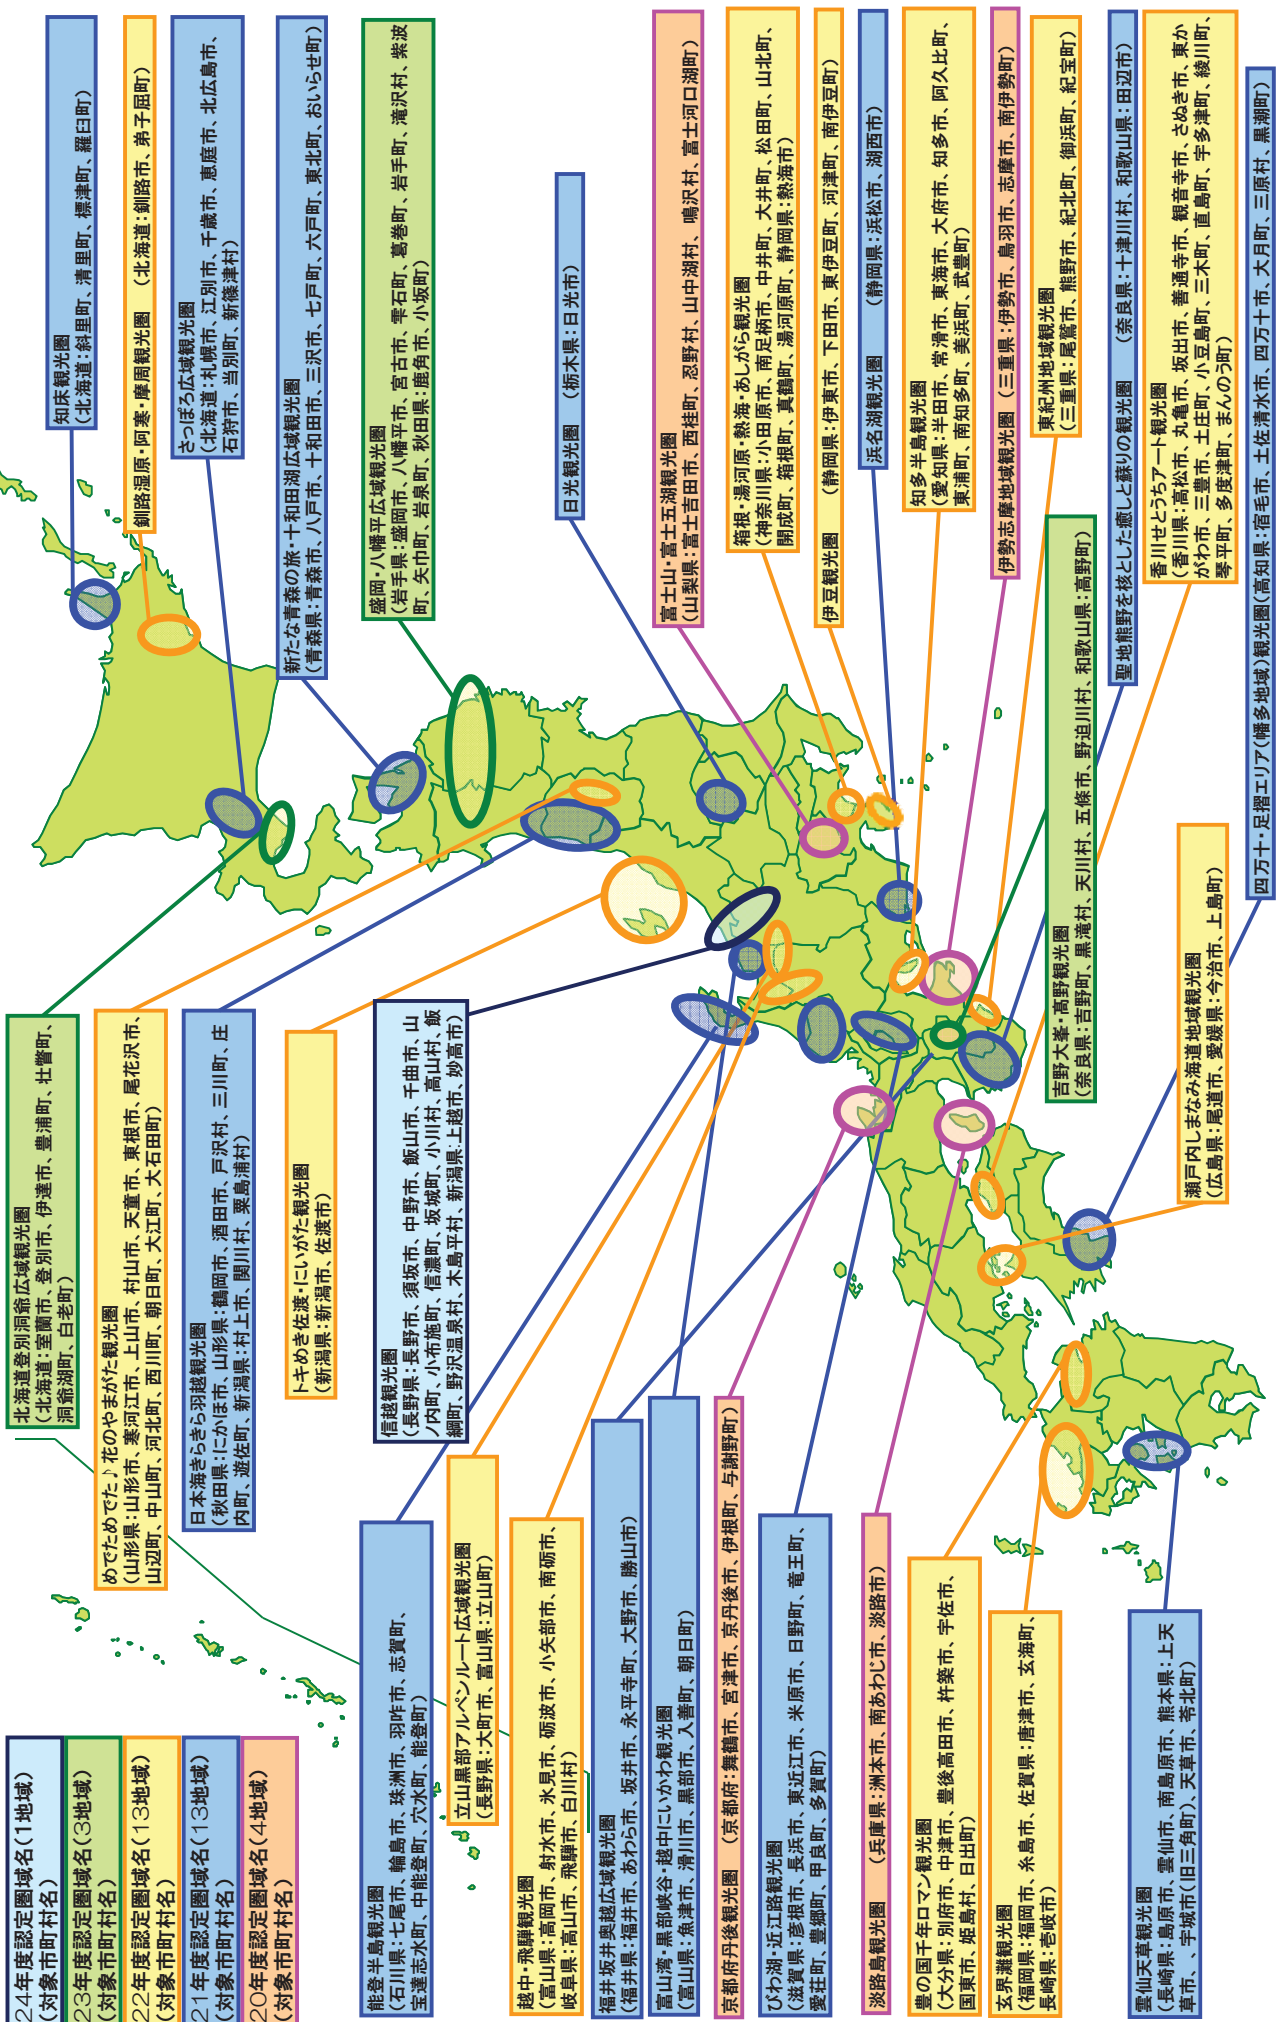 24年度認定圏域名(1地域)
(対象市町村名)
23年度認定圏域名(3地域)
(対象市町村名)
22年度認定圏域名(13地域)
(対象市町村名)
21年度認定圏域名(13地域)
(対象市町村名)
20年度認定圏域名(4地域)
(対象市町村名)
北海道登別洞爺広域観光圏
(北海道:室蘭市、登別市、伊達市、豊浦町、壮瞥町、
洞爺湖町、白老町)
めでためでた♪花のやまがた観光圏
(山形県:山形市、寒河江市、上山市、村山市、天童市、東根市、尾花沢市、
山辺町、中山町、河北町、西川町、朝日町、大江町、大石田町)
日本海きらきら羽越観光圏
(秋田県:にかほ市、山形県:鶴岡市、酒田市、戸沢村、三川町、庄
内町、遊佐町、新潟県:村上市、関川村、粟島浦村)
トキめき佐渡・にいがた観光圏
(新潟県:新潟市、佐渡市)
信越観光圏
(長野県:長野市、須坂市、中野市、飯山市、千曲市、山
ノ内町、小布施町、信濃町、坂城町、小川村、高山村、飯
綱町、野沢温泉村、木島平村、新潟県:上越市、妙高市)
知床観光圏
(北海道:斜里町、清里町、標津町、羅臼町)
釧路湿原・阿寒・摩周観光圏 (北海道:釧路市、弟子屈町)
さっぽろ広域観光圏
(北海道:札幌市、江別市、千歳市、恵庭市、北広島市、
石狩市、当別町、新篠津村)
新たな青森の旅・十和田湖広域観光圏
(青森県:青森市、八戸市、十和田市、三沢市、七戸町、六戸町、東北町、おいらせ町)
盛岡・八幡平広域観光圏
(岩手県:盛岡市、八幡平市、宮古市、雫石町、葛巻町、岩手町、滝沢村、紫波
町、矢巾町、岩泉町、秋田県:鹿角市、小坂町)
日光観光圏 (栃木県:日光市)
富士山・富士五湖観光圏
(山梨県:富士吉田市、西桂町、忍野村、山中湖村、鳴沢村、富士河口湖町)
箱根・湯河原・熱海・あしがら観光圏
(神奈川県:小田原市、南足柄市、中井町、大井町、松田町、山北町、
開成町、箱根町、真鶴町、湯河原町、静岡県:熱海市)
伊豆観光圏 (静岡県:伊東市、下田市、東伊豆町、河津町、南伊豆町)
浜名湖観光圏 (静岡県:浜松市、湖西市)
知多半島観光圏
(愛知県:半田市、常滑市、東海市、大府市、知多市、阿久比町、
東浦町、南知多町、美浜町、武豊町)
伊勢志摩地域観光圏 (三重県:伊勢市、鳥羽市、志摩市、南伊勢町)
東紀州地域観光圏
(三重県:尾鷲市、熊野市、紀北町、御浜町、紀宝町)
吉野大峯・高野観光圏
(奈良県:吉野町、黒滝村、天川村、五條市、野迫川村、和歌山県:高野町)
聖地熊野を核とした癒しと蘇りの観光圏 (奈良県:十津川村、和歌山県:田辺市)
香川せとうちアート観光圏
(香川県:高松市、丸亀市、坂出市、善通寺市、観音寺市、さぬき市、東か
がわ市、三豊市、土庄町、小豆島町、三木町、直島町、宇多津町、綾川町、
琴平町、多度津町、まんのう町)
四万十・足摺エリア(幡多地域)観光圏(高知県:宿毛市、土佐清水市、四万十市、大月町、三原村、黒潮町)
瀬戸内しまなみ海道地域観光圏
(広島県:尾道市、愛媛県:今治市、上島町)
能登半島観光圏
(石川県:七尾市、輪島市、珠洲市、羽咋市、志賀町、
宝達志水町、中能登町、穴水町、能登町)
立山黒部アルペンルート広域観光圏
(長野県:大町市、富山県:立山町)
越中・飛騨観光圏
(富山県:高岡市、射水市、氷見市、砺波市、小矢部市、南砺市、
岐阜県:高山市、飛騨市、白川村)
福井坂井奥越広域観光圏
(福井県:福井市、あわら市、坂井市、永平寺町、大野市、勝山市)
富山湾・黒部峡谷・越中にいかわ観光圏
(富山県:魚津市、滑川市、黒部市、入善町、朝日町)
京都府丹後観光圏 (京都府:舞鶴市、宮津市、京丹後市、伊根町、与謝野町)
びわ湖・近江路観光圏
(滋賀県:彦根市、長浜市、東近江市、米原市、日野町、竜王町、
愛荘町、豊郷町、甲良町、多賀町)
淡路島観光圏 (兵庫県:洲本市、南あわじ市、淡路市)
豊の国千年ロマン観光圏
(大分県:別府市、中津市、豊後高田市、杵築市、宇佐市、
国東市、姫島村、日出町)
玄界灘観光圏
(福岡県:福岡市、糸島市、佐賀県:唐津市、玄海町、
長崎県:壱岐市)
雲仙天草観光圏
(長崎県:島原市、雲仙市、南島原市、熊本県:上天
草市、宇城市(旧三角町)、天草市、苓北町)